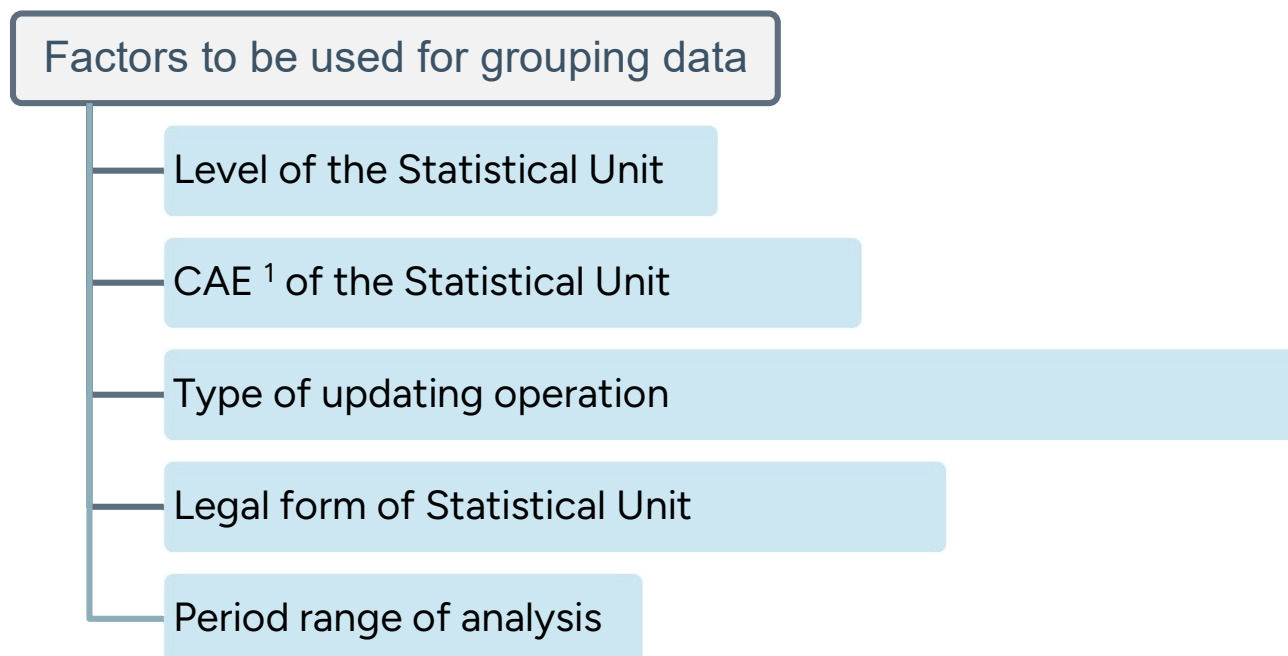 Factors to be used for grouping data
Level of the Statistical Unit
CAE ¹ of the Statistical Unit
Type of updating operation
Legal form of Statistical Unit
Period range of analysis